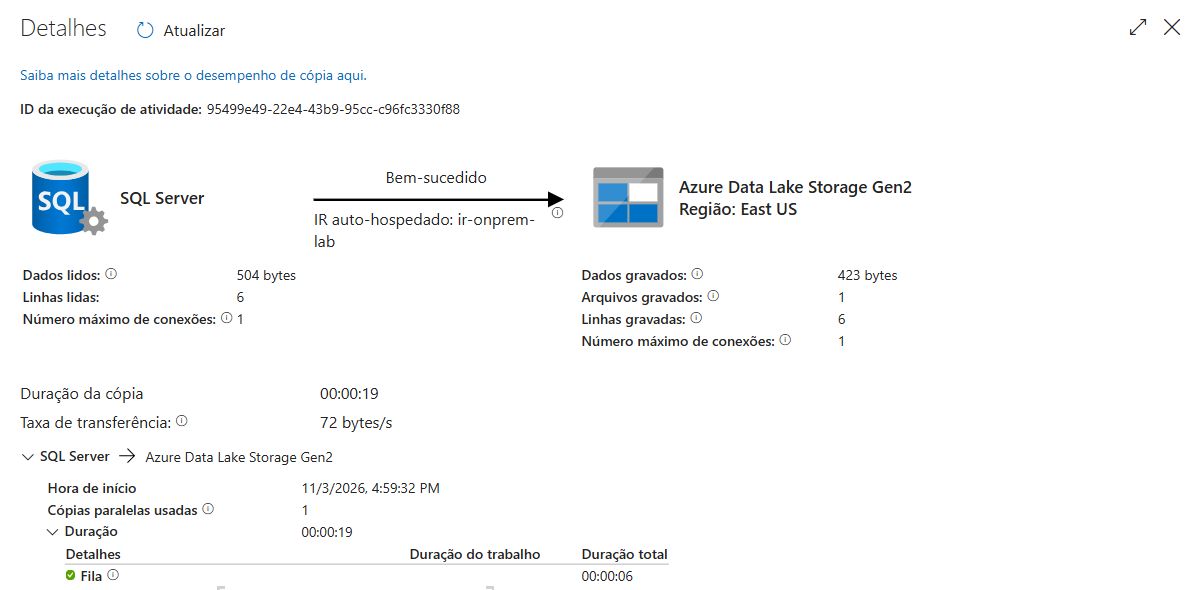 Detalhes Atualizar
Saiba mais detalhes sobre o desempenho de cópia aqui.
ID da execução de atividade: 95499e49-22e4-43b9-95cc-c96fc3330f88
Bem-sucedido
SQL
SQL Server
IR auto-hospedado: ir-onprem-
lab
Azure Data Lake Storage Gen2
Região: East US
Dados lidos: 504 bytes
Linhas lidas: 6
Número máximo de conexões: 1
Dados gravados: 423 bytes
Arquivos gravados: 1
Linhas gravadas: 6
Número máximo de conexões: 1
Duração da cópia 00:00:19
Taxa de transferência: 72 bytes/s
SQL Server → Azure Data Lake Storage Gen2
Hora de início 11/3/2026, 4:59:32 PM
Cópias paralelas usadas 1
Duração 00:00:19
Detalhes Duração do trabalho Duração total
Fila 00:00:06